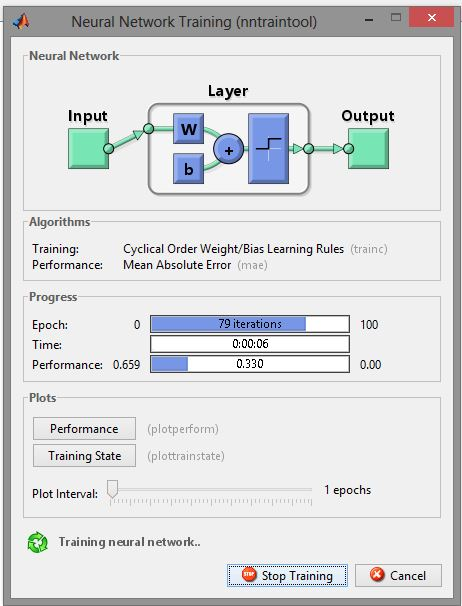 Neural Network Training (nntraintool)
Neural Network
Layer
Input
Output
W
b
+
Algorithms
Training: Cyclical Order Weight/Bias Learning Rules (trainc)
Performance: Mean Absolute Error (mae)
Progress
Epoch: 0 79 iterations 100
Time: 0:00:06
Performance: 0.659 0.330 0.00
Plots
Performance (plotperform)
Training State (plottrainstate)
Plot Interval: 1 epochs
Training neural network..
STOP Stop Training Cancel